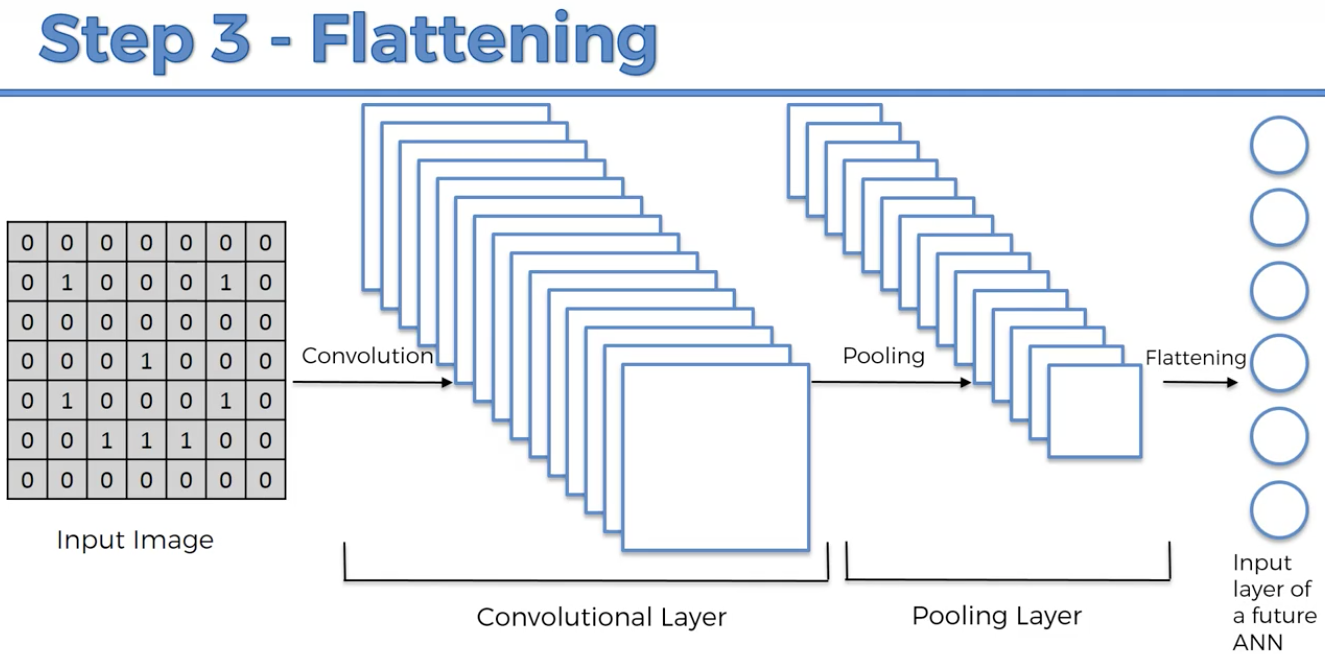 Step 3 - Flattening
0 0 0 0 0 0 0
0 1 0 0 0 1 0
0 0 0 0 0 0 0
0 0 0 1 0 0 0
0 1 0 0 0 1 0
0 0 1 1 1 0 0
0 0 0 0 0 0 0
Input Image
Convolution
Convolutional Layer
Pooling
Pooling Layer
Flattening
Input
layer of
a future
ANN